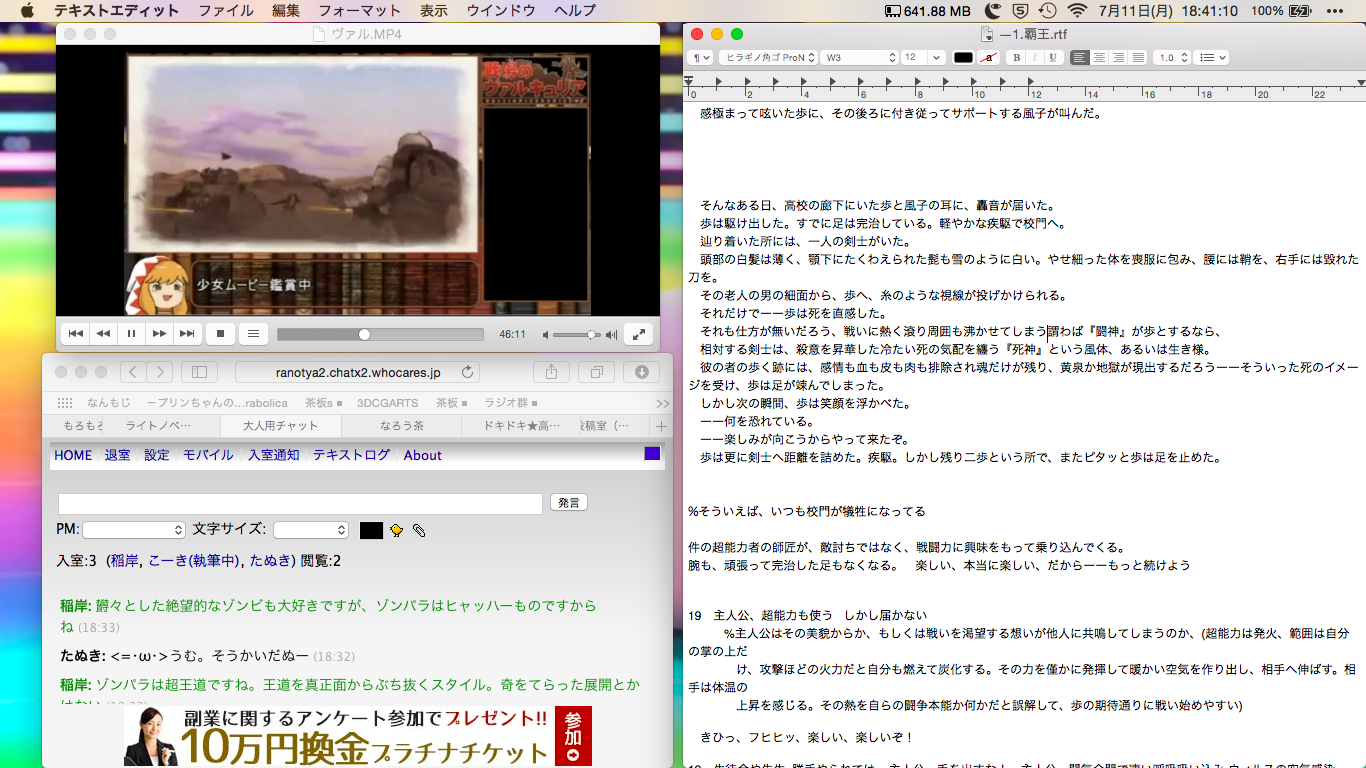 テキストエディット ファイル 編集 フォーマット 表示 ウインドウ ヘルプ 641.88 MB 7月11日(月) 18:41:10 100%
ヴァル.MP4
戦場の
ヴァルキュリア
少女ムービー鑑賞中
46:11
ranotya2.chatx2.whocares.jp
なんもじ ープリンちゃんの...rabolica 茶板s 3DCGARTS 茶板 ラジオ群
もろもろ ライトノベ… 大人用チャット なろう茶 ドキドキ★高… 投稿室（…
HOME 退室 設定 モバイル 入室通知 テキストログ About
発言
PM: 文字サイズ:
入室:3 (稲岸, こーき(執筆中), たぬき) 閲覧:2
稲岸: 欝々とした絶望的なゾンビも大好きですが、ゾンパラはヒャッハーものですから
ね (18:33)
たぬき: <=･ω･>うむ。そうかいだぬー (18:32)
稲岸: ゾンパラは超王道ですね。王道を真正面からぶち抜くスタイル。奇をてらった展開とか
副業に関するアンケート参加でプレゼント!!
10万円換金プラチナチケット
参加
ー1.覇王.rtf
ヒラギノ角ゴ ProN W3 12 B I U 1.0
0 2 4 6 8 10 12 14 16 18 20 22
感極まって呟いた歩に、その後ろに付き従ってサポートする風子が叫んだ。
そんなある日、高校の廊下にいた歩と風子の耳に、轟音が届いた。
歩は駆け出した。すでに足は完治している。軽やかな疾駆で校門へ。
辿り着いた所には、一人の剣士がいた。
頭部の白髪は薄く、顎下にたくわえられた髭も雪のように白い。やせ細った体を喪服に包み、腰には鞘を、右手には毀れた
刀を。
その老人の男の細面から、歩へ、糸のような視線が投げかけられる。
それだけでーー歩は死を直感した。
それも仕方が無いだろう、戦いに熱く滾り周囲も沸かせてしまう謂わば『闘神』が歩とするなら、
相対する剣士は、殺意を昇華した冷たい死の気配を纏う『死神』という風体、あるいは生き様。
彼の者の歩く跡には、感情も血も皮も肉も排除され魂だけが残り、黄泉か地獄が現出するだろうーーそういった死のイメー
ジを受け、歩は足が竦んでしまった。
しかし次の瞬間、歩は笑顔を浮かべた。
ーー何を恐れている。
ーー楽しみが向こうからやって来たぞ。
歩は更に剣士へ距離を詰めた。疾駆。しかし残り二歩という所で、またピタッと歩は足を止めた。
%そういえば、いつも校門が犠牲になってる
件の超能力者の師匠が、敵討ちではなく、戦闘力に興味をもって乗り込んでくる。
腕も、頑張って完治した足もなくなる。　楽しい、本当に楽しい、だからーーもっと続けよう
19　主人公、超能力も使う　しかし届かない
%主人公はその美貌からか、もしくは戦いを渇望する想いが他人に共鳴してしまうのか、(超能力は発火、範囲は自分
の掌の上だ
け、攻撃ほどの火力だと自分も燃えて炭化する。その力を僅かに発揮して暖かい空気を作り出し、相手へ伸ばす。相
手は体温の
上昇を感じる。その熱を自らの闘争本能か何かだと誤解して、歩の期待通りに戦い始めやすい)
きひっ、フヒヒッ、楽しい、楽しいぞ！